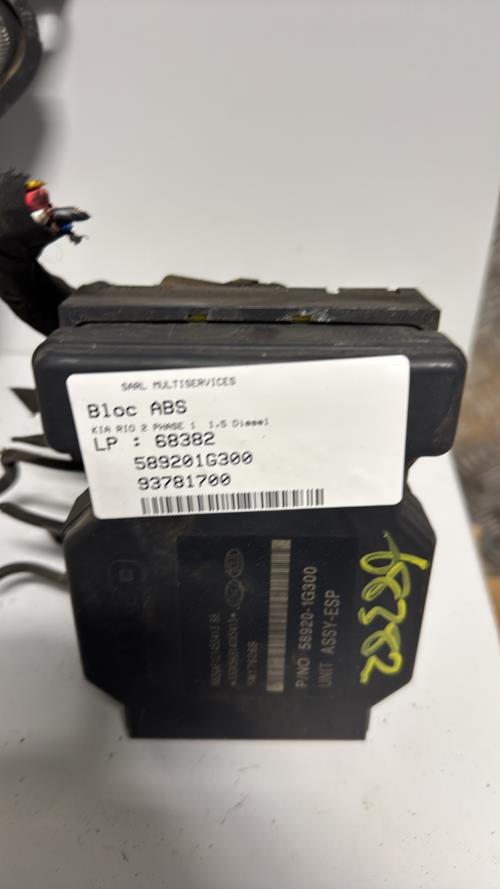 SARL MULTISERVICES
Bloc ABS
KIA RIO 2 PHASE 1 1.5 Diesel
LP : 68382
589201G300
93781700
KIA
P/NO 58920-1G300
UNIT ASSY-ESP
68382